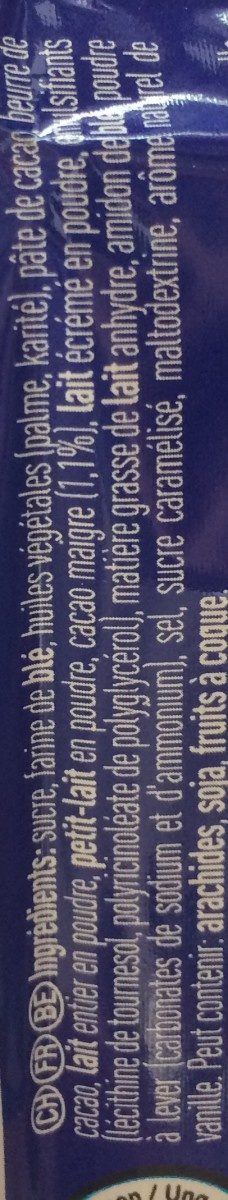 CH FR BE Ingrédients: sucre, farine de blé, huiles végétales (palme, karité), pâte de cacao, beurre de
cacao, lait entier en poudre, petit-lait en poudre, cacao maigre (1,1%), lait écrémé en poudre, émulsifiants
(lécithine de tournesol, polyricinoléate de polyglycérol), matière grasse de lait anhydre, amidon de blé, poudre
à lever (carbonates de sodium et d'ammonium), sel, sucre caramélisé, maltodextrine, arôme naturel de
vanille. Peut contenir: arachides, soja, fruits à coque.